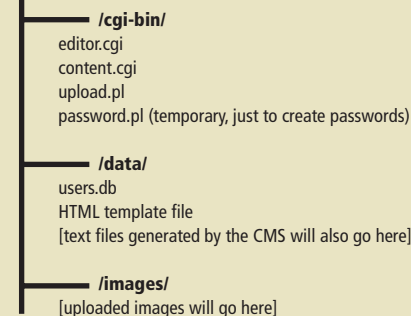 /cgi-bin/
editor.cgi
content.cgi
upload.pl
password.pl (temporary, just to create passwords)
/data/
users.db
HTML template file
[text files generated by the CMS will also go here]
/images/
[uploaded images will go here]